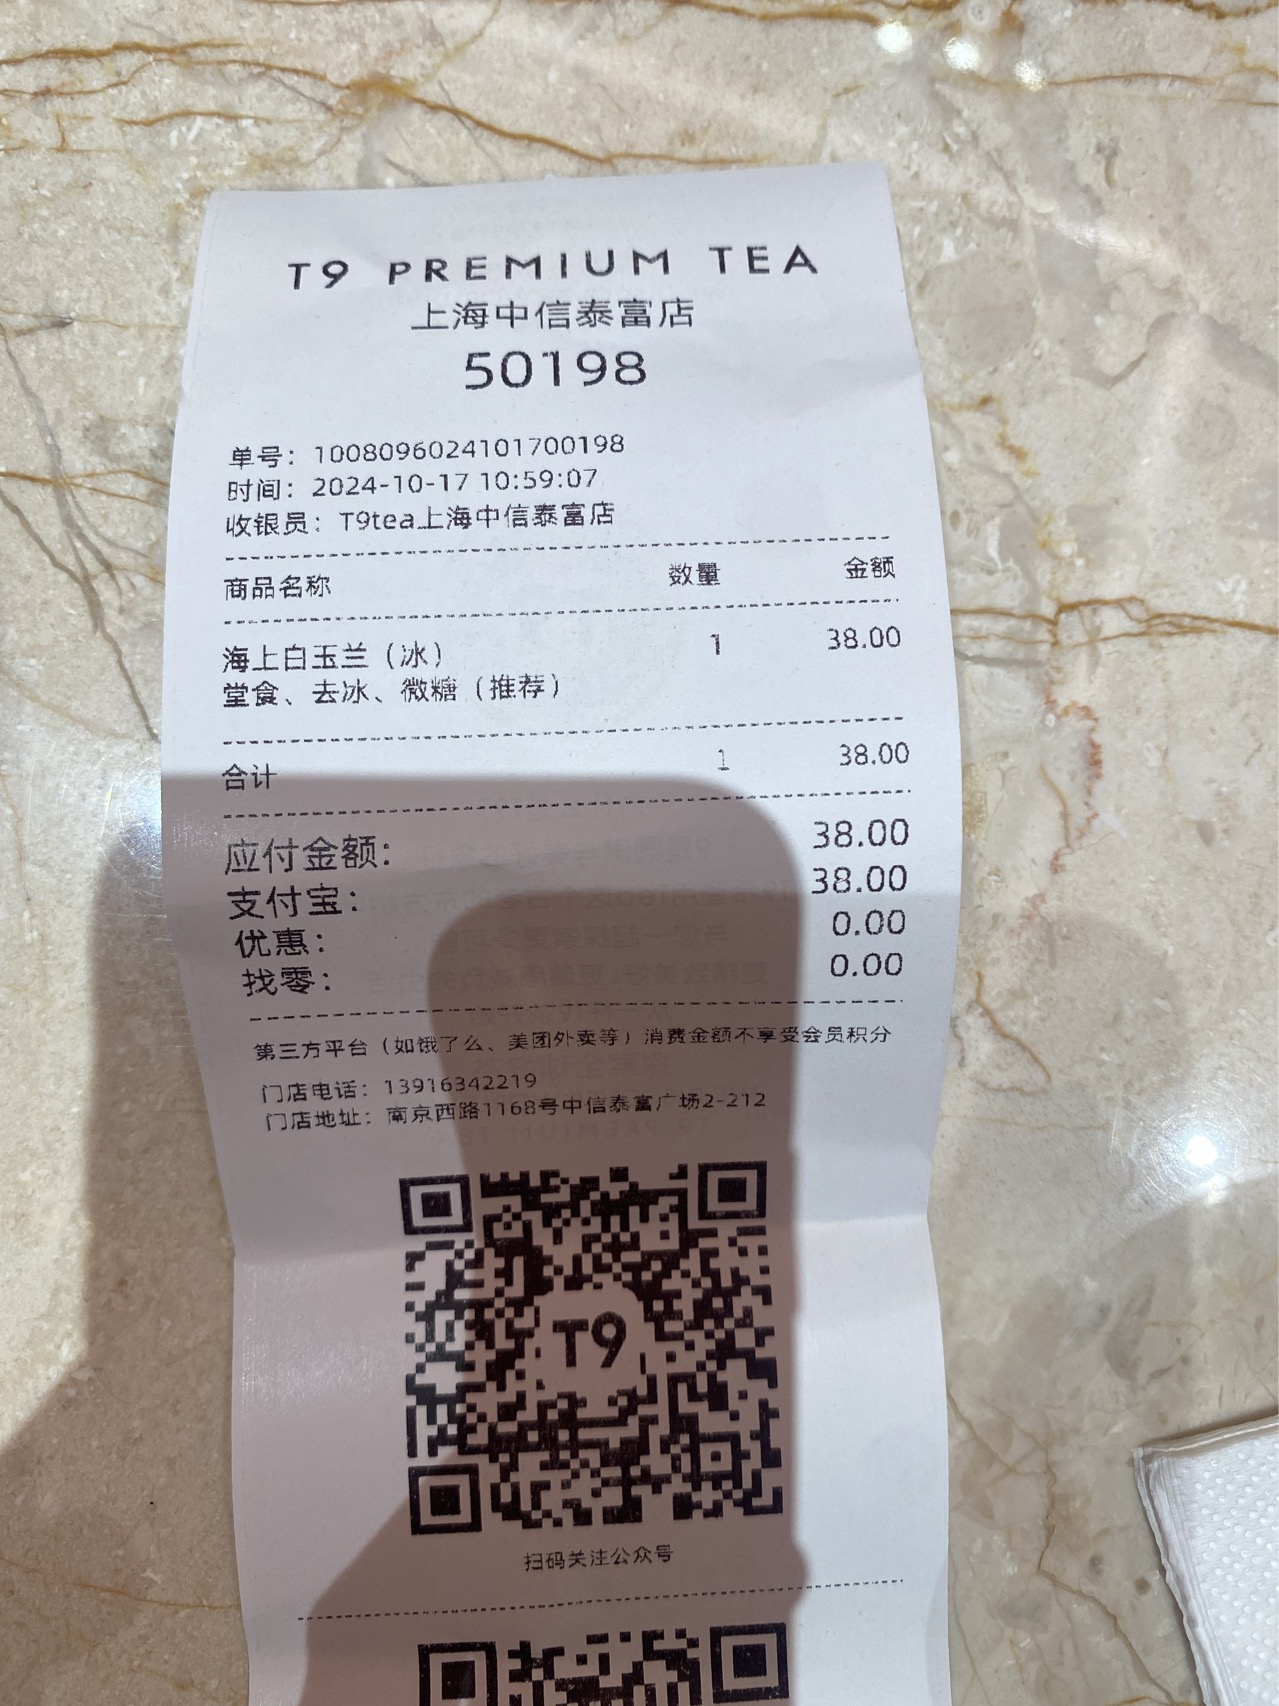 T9 PREMIUM TEA
上海中信泰富店
50198
单号：1008096024101700198
时间：2024-10-17 10:59:07
收银员：T9tea上海中信泰富店
商品名称 数量 金额
海上白玉兰（冰） 1 38.00
堂食、去冰、微糖（推荐）
合计 1 38.00
应付金额: 38.00
支付宝: 38.00
优惠: 0.00
找零: 0.00
第三方平台（如饿了么、美团外卖等）消费金额不享受会员积分
门店电话：13916342219
门店地址：南京西路1168号中信泰富广场2-212
T9
扫码关注公众号